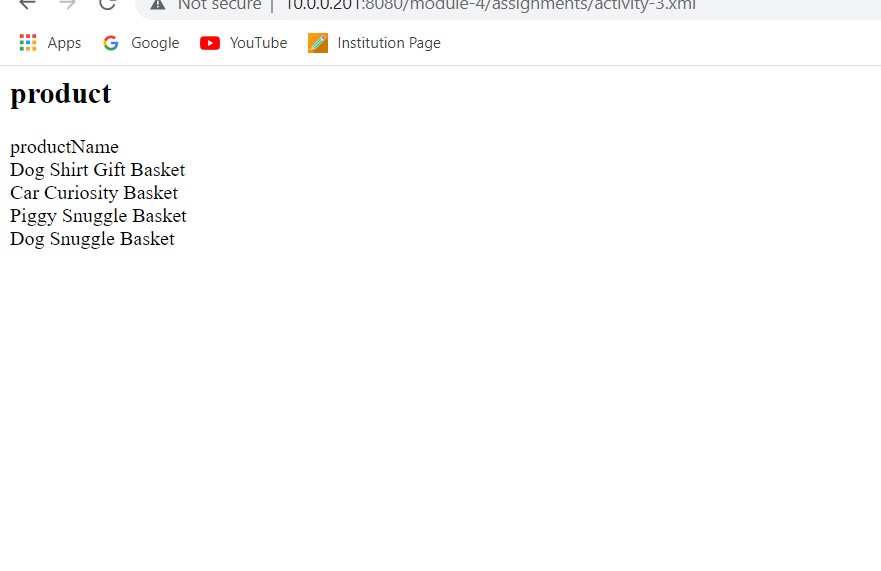 Not secure | 10.0.0.201:8080/module-4/assignments/activity-3.xml
Apps Google YouTube Institution Page
product
productName
Dog Shirt Gift Basket
Car Curiosity Basket
Piggy Snuggle Basket
Dog Snuggle Basket